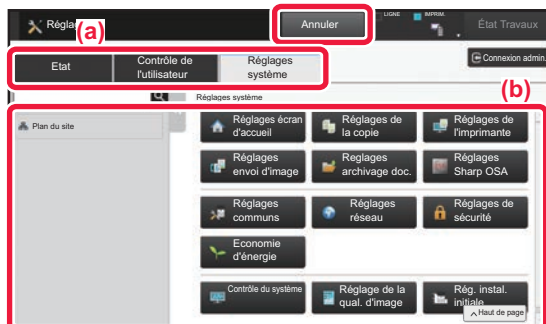 Réglag
(a)
Annuler
LIGNE
IMPRIM.
État Travaux
Etat
Contrôle de
l'utilisateur
Réglages
système
Connexion admin.
(b)
Réglages système
Plan du site
Réglages écran
d'accueil
Réglages de
la copie
Réglages de
l'imprimante
Réglages
envoi d'image
Reglages
archivage doc.
Réglages
Sharp OSA
Réglages
communs
Réglages
réseau
Réglages de
sécurité
Economie
d'énergie
Contrôle du système
Réglage de la
qual. d'image
Rég. instal.
initiale
Haut de page